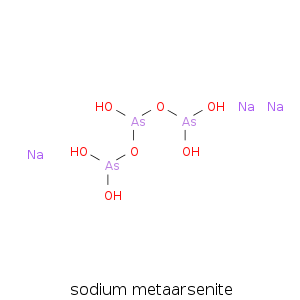 HO O OH Na Na
As As
Na HO O OH
As
OH
sodium metaarsenite